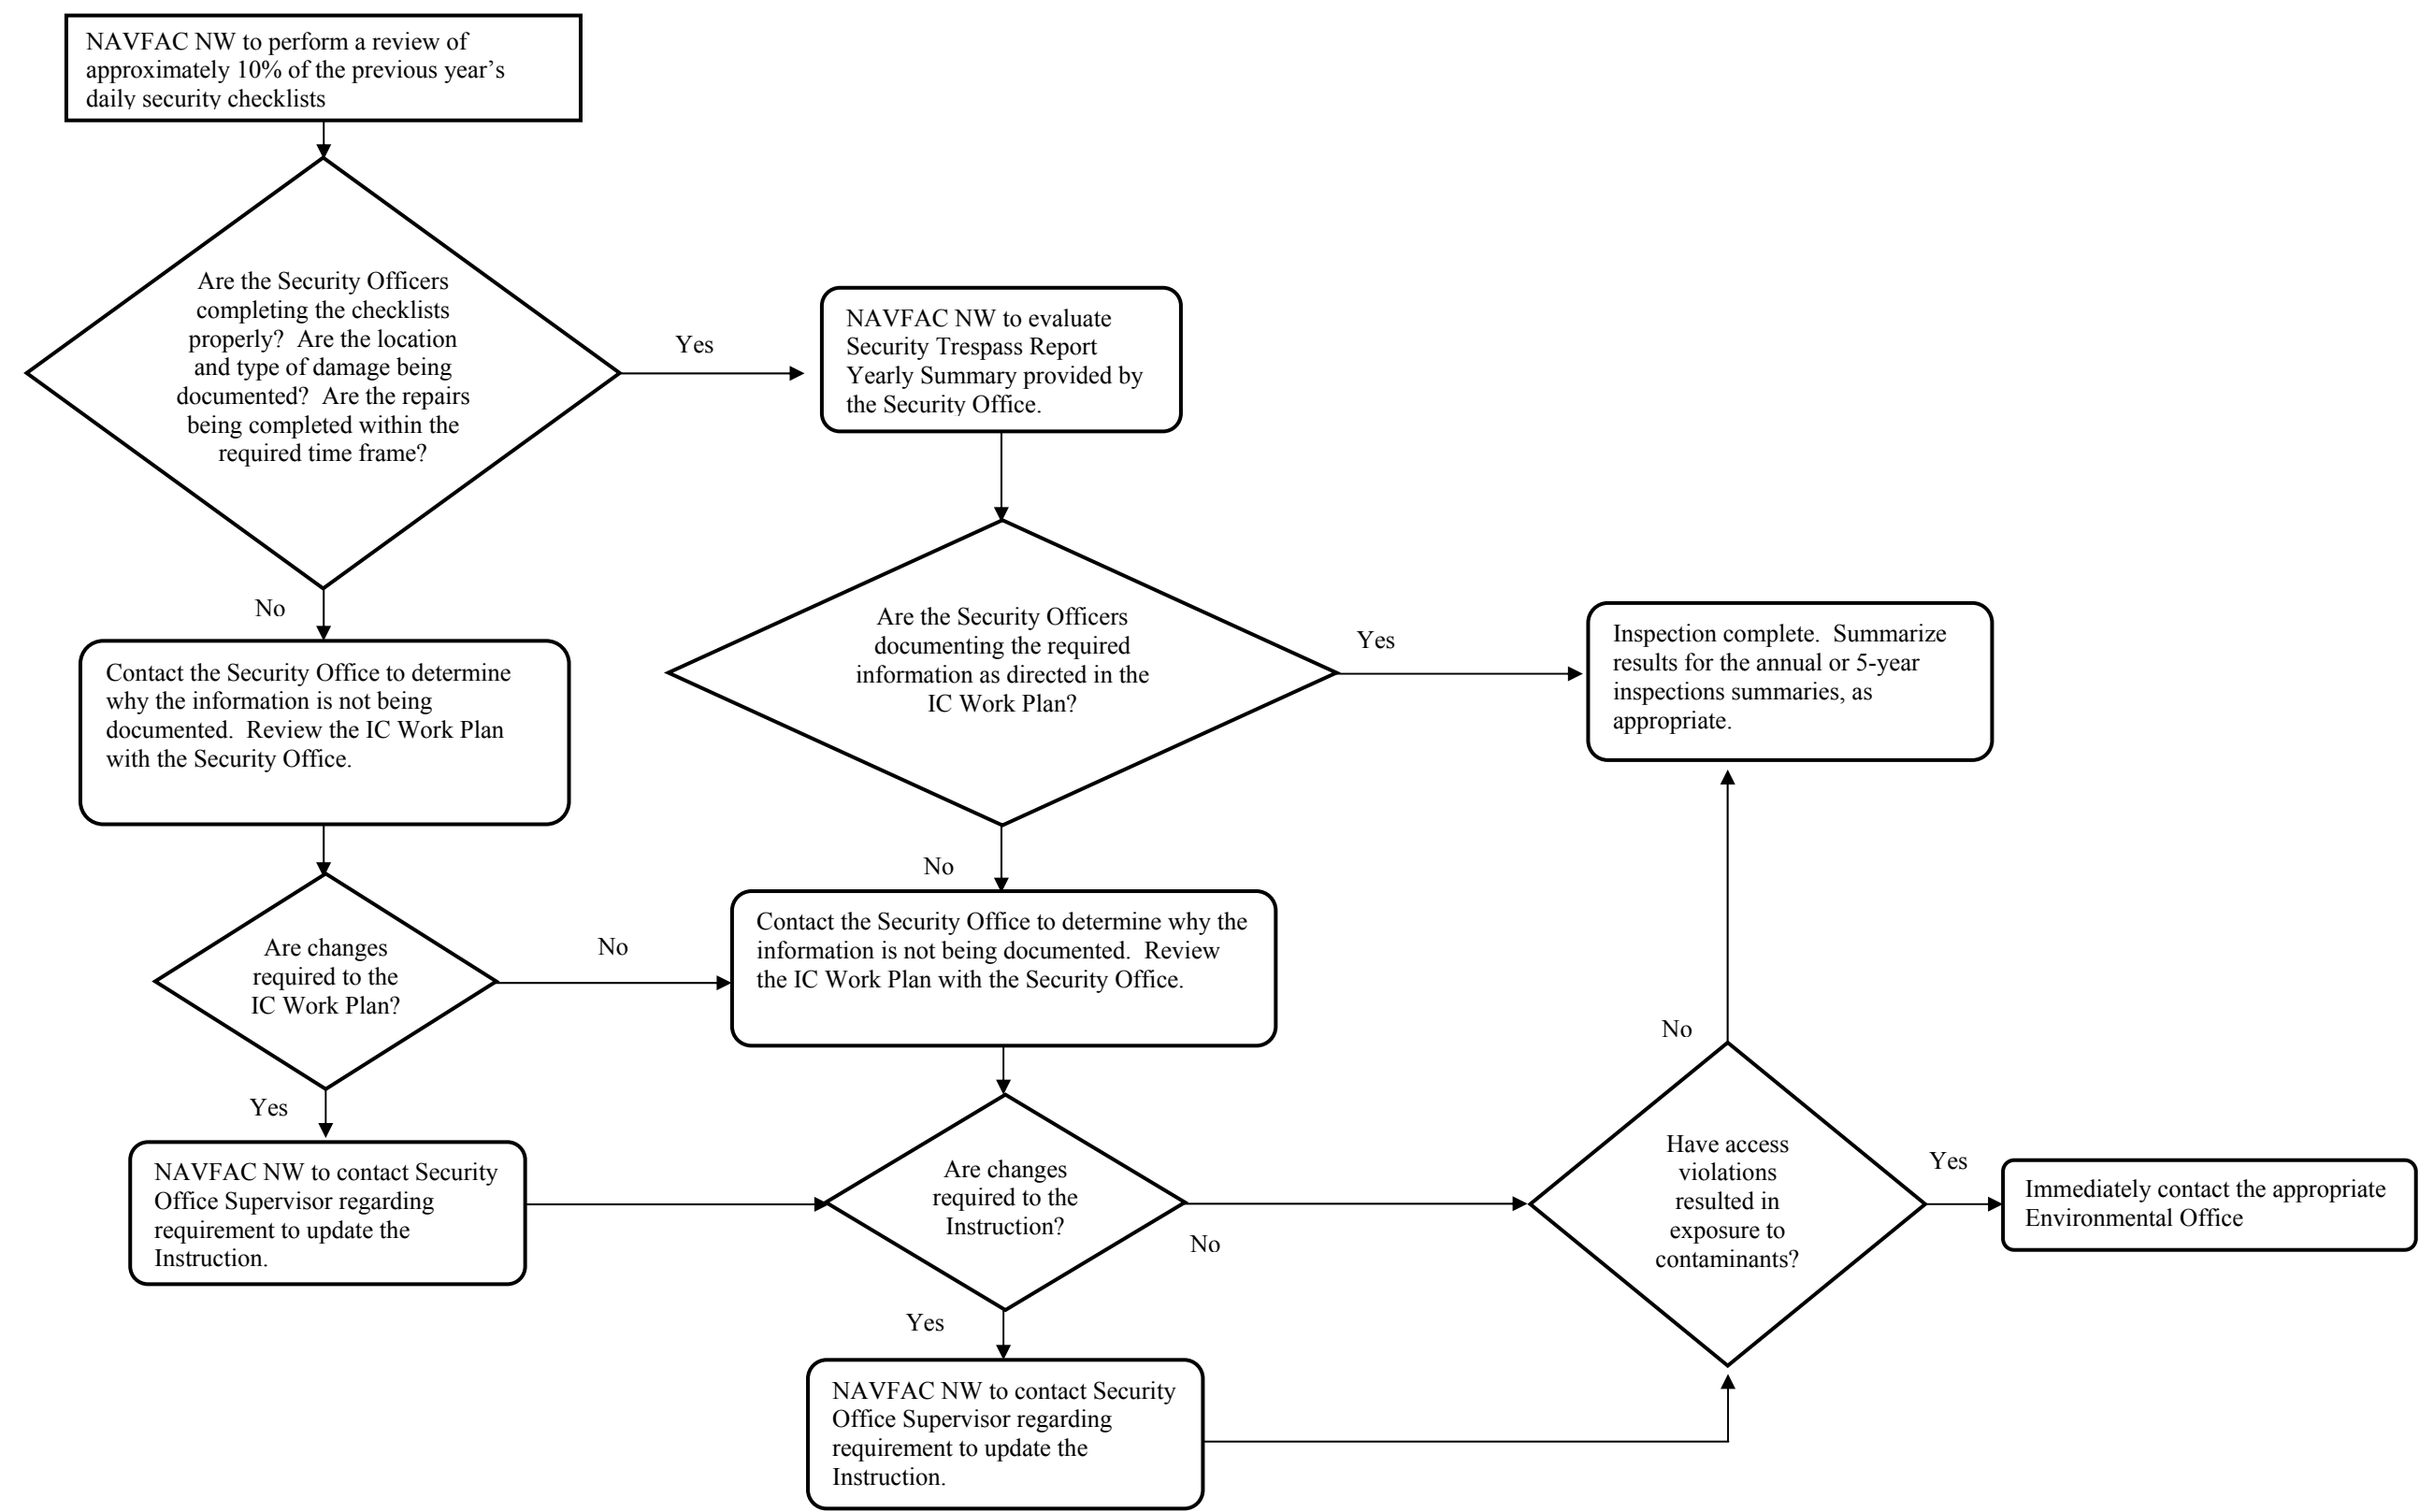 NAVFAC NW to perform a review of
approximately 10% of the previous year's
daily security checklists
Are the Security Officers
completing the checklists
properly?  Are the location
and type of damage being
documented?  Are the repairs
being completed within the
required time frame?
Yes
NAVFAC NW to evaluate
Security Trespass Report
Yearly Summary provided by
the Security Office.
No
Contact the Security Office to determine
why the information is not being
documented.  Review the IC Work Plan
with the Security Office.
Are the Security Officers
documenting the required
information as directed in the
IC Work Plan?
Yes
Inspection complete.  Summarize
results for the annual or 5-year
inspections summaries, as
appropriate.
No
Are changes
required to the
IC Work Plan?
No
Contact the Security Office to determine why the
information is not being documented.  Review
the IC Work Plan with the Security Office.
Yes
NAVFAC NW to contact Security
Office Supervisor regarding
requirement to update the
Instruction.
Are changes
required to the
Instruction?
No
Yes
NAVFAC NW to contact Security
Office Supervisor regarding
requirement to update the
Instruction.
No
Have access
violations
resulted in
exposure to
contaminants?
Yes
Immediately contact the appropriate
Environmental Office